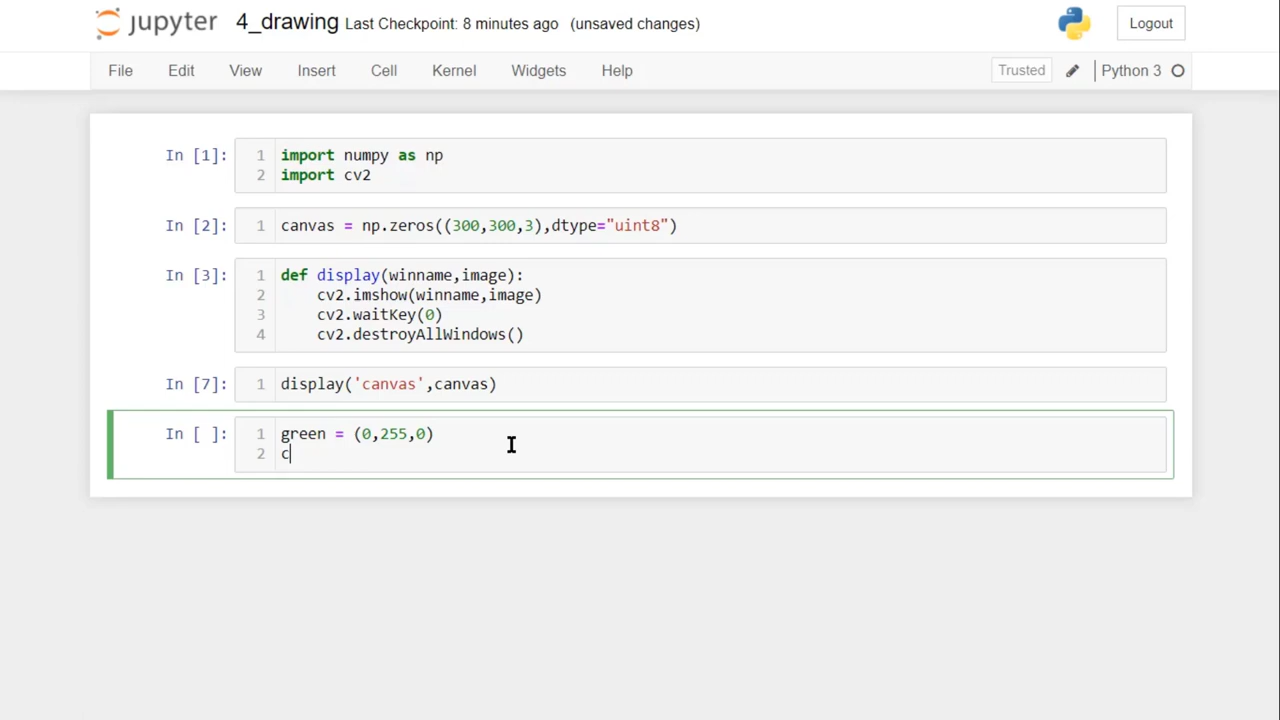 jupyter 4_drawing Last Checkpoint: 8 minutes ago (unsaved changes) Logout
File Edit View Insert Cell Kernel Widgets Help Trusted Python 3
In [1]: 1 import numpy as np
2 import cv2
In [2]: 1 canvas = np.zeros((300,300,3),dtype="uint8")
In [3]: 1 def display(winname,image):
2 cv2.imshow(winname,image)
3 cv2.waitKey(0)
4 cv2.destroyAllWindows()
In [7]: 1 display('canvas',canvas)
In [ ]: 1 green = (0,255,0)
2 c